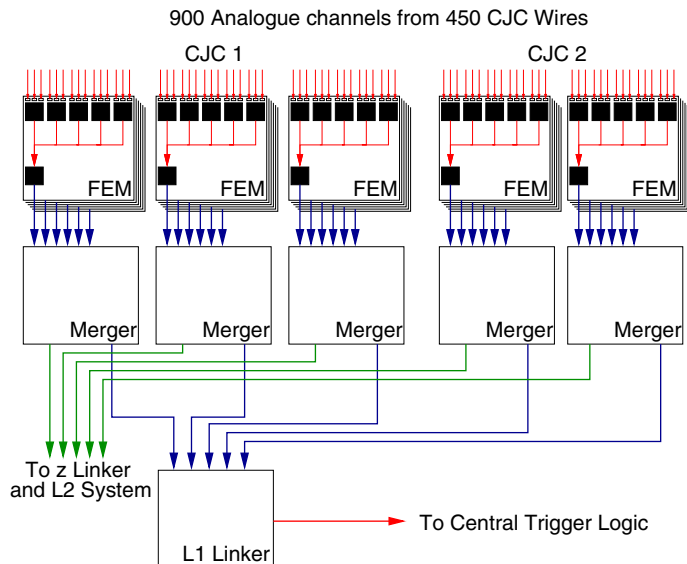 900 Analogue channels from 450 CJC Wires
CJC 1
CJC 2
FEM
FEM
FEM
FEM
FEM
Merger
Merger
Merger
Merger
Merger
To z Linker
and L2 System
To Central Trigger Logic
L1 Linker